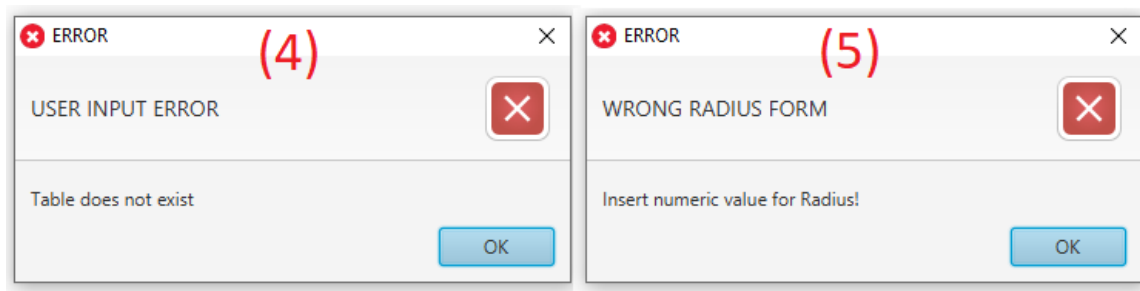 ERROR
(4)
USER INPUT ERROR
Table does not exist
OK
ERROR
(5)
WRONG RADIUS FORM
Insert numeric value for Radius!
OK